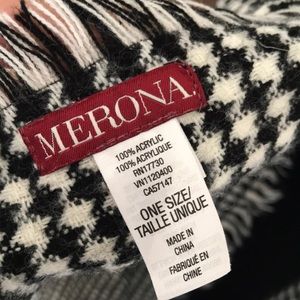 MERONA.
100% ACRYLIC
100% ACRYLIQUE
RN17730
VN1120400
CA57147
ONE SIZE/
TAILLE UNIQUE
MADE IN
CHINA
FABRIQUÉ EN
CHINE